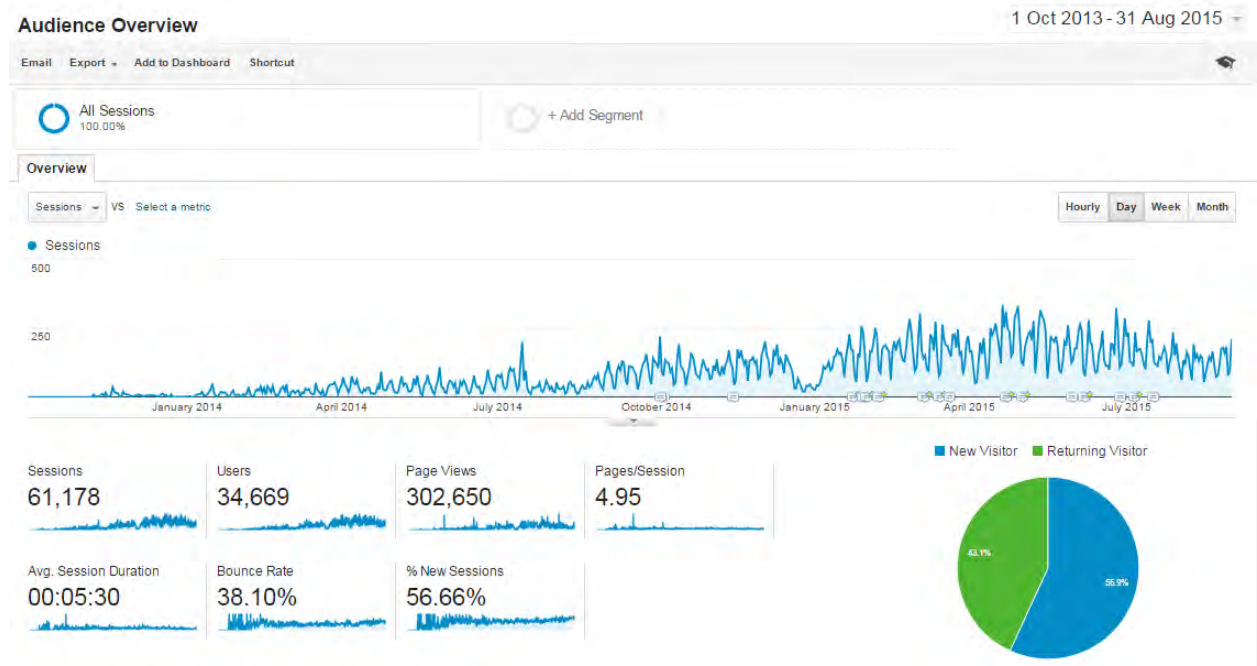 Audience Overview
1 Oct 2013 - 31 Aug 2015
Email Export Add to Dashboard Shortcut
All Sessions
100.00%
+ Add Segment
Overview
Sessions VS Select a metric
Hourly Day Week Month
Sessions
500
250
January 2014 April 2014 July 2014 October 2014 January 2015 April 2015 July 2015
New Visitor Returning Visitor
Sessions Users Page Views Pages/Session
61,178 34,669 302,650 4.95
43.1%
56.9%
Avg. Session Duration Bounce Rate % New Sessions
00:05:30 38.10% 56.66%